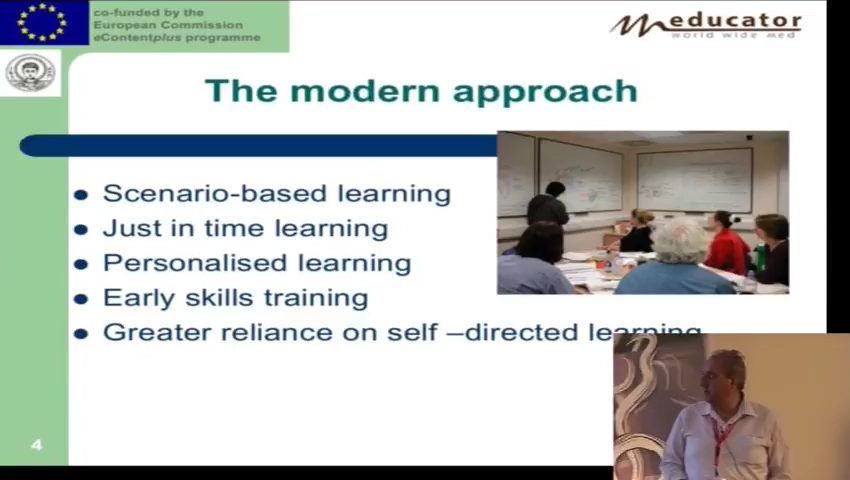 co-funded by the
European Commission
eContentplus programme
meducator
world wide med
The modern approach
Scenario-based learning
Just in time learning
Personalised learning
Early skills training
Greater reliance on self –directed learning
4